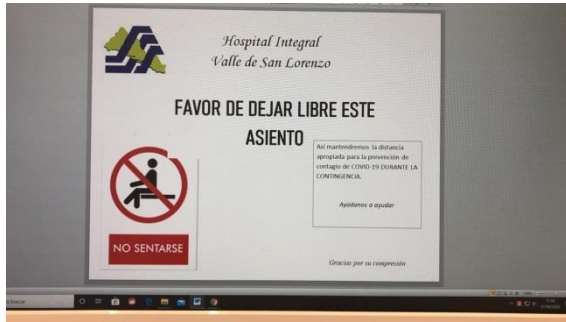 Hospital Integral
Valle de San Lorenzo
FAVOR DE DEJAR LIBRE ESTE
ASIENTO
Así mantendremos la distancia
apropiada para la prevención de
contagio de COVID-19 DURANTE LA
CONTINGENCIA.
Ayúdanos a ayudar
NO SENTARSE
Gracias por su compresión